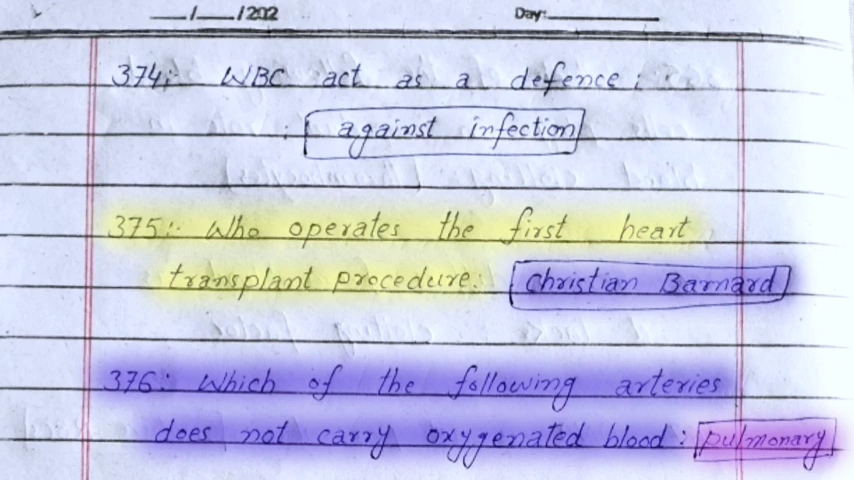 __/__/202 Day:________
374:- WBC act as a defence:
: against infection
375:- Who operates the first heart
transplant procedure: Christian Barnard
376:- Which of the following arteries
does not carry oxygenated blood: pulmonary